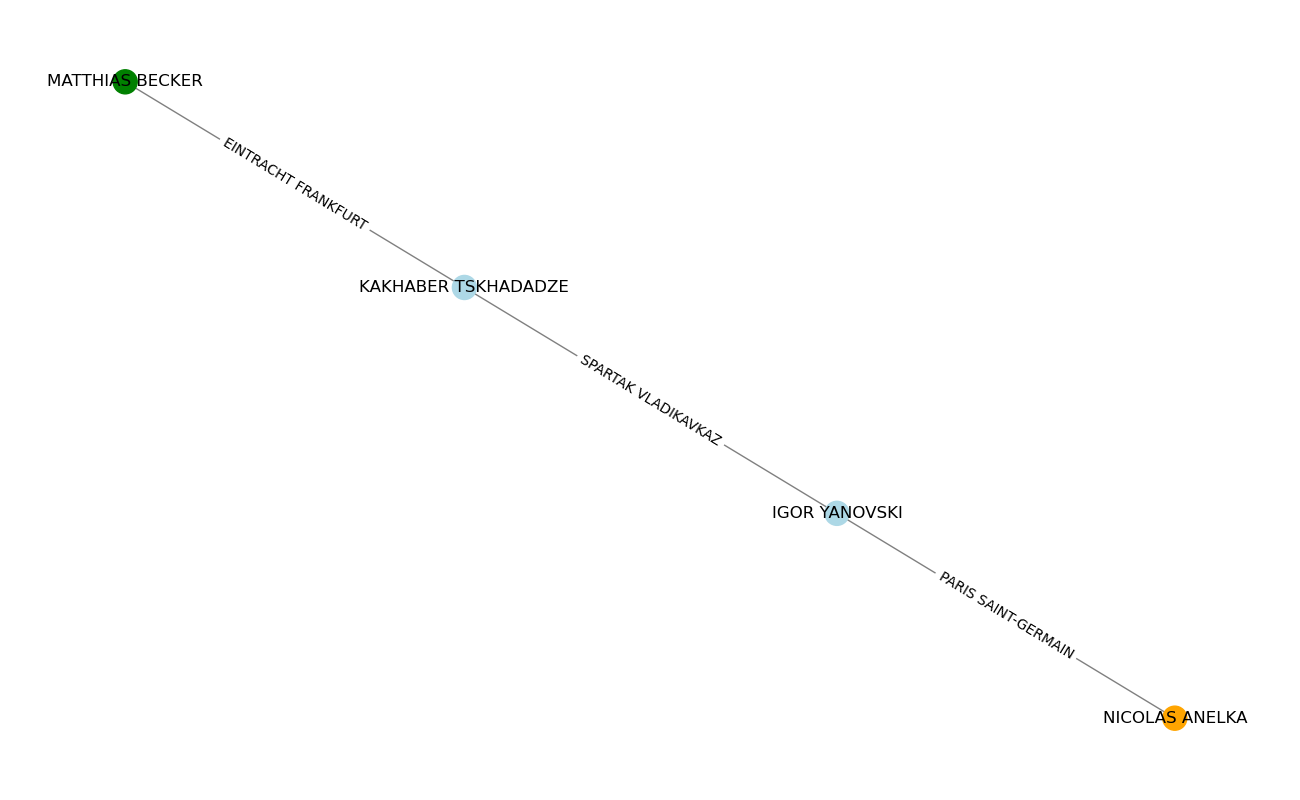 MATTHIAS BECKER
EINTRACHT FRANKFURT
KAKHABER TSKHADADZE
SPARTAK VLADIKAVKAZ
IGOR YANOVSKI
PARIS SAINT-GERMAIN
NICOLAS ANELKA